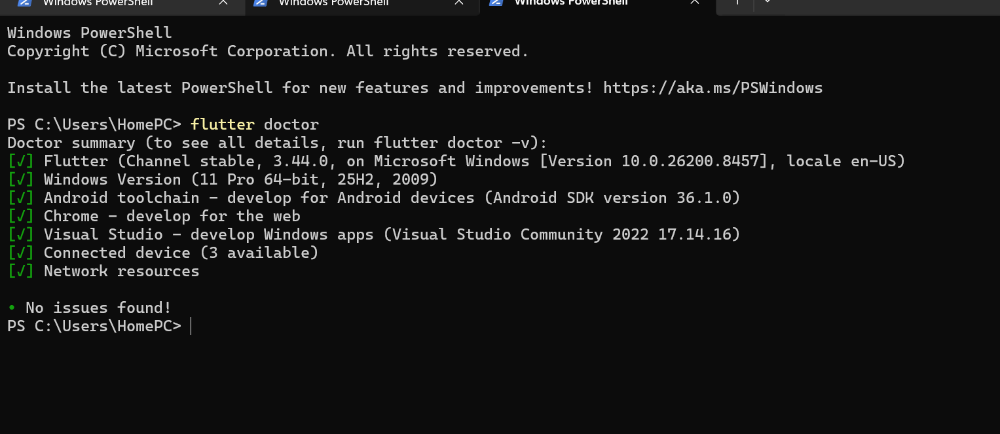 Windows PowerShell
Windows PowerShell
Windows PowerShell
Windows PowerShell
Copyright (C) Microsoft Corporation. All rights reserved.
Install the latest PowerShell for new features and improvements! https://aka.ms/PSWindows
PS C:\Users\HomePC> flutter doctor
Doctor summary (to see all details, run flutter doctor -v):
[√] Flutter (Channel stable, 3.44.0, on Microsoft Windows [Version 10.0.26200.8457], locale en-US)
[√] Windows Version (11 Pro 64-bit, 25H2, 2009)
[√] Android toolchain - develop for Android devices (Android SDK version 36.1.0)
[√] Chrome - develop for the web
[√] Visual Studio - develop Windows apps (Visual Studio Community 2022 17.14.16)
[√] Connected device (3 available)
[√] Network resources
• No issues found!
PS C:\Users\HomePC>